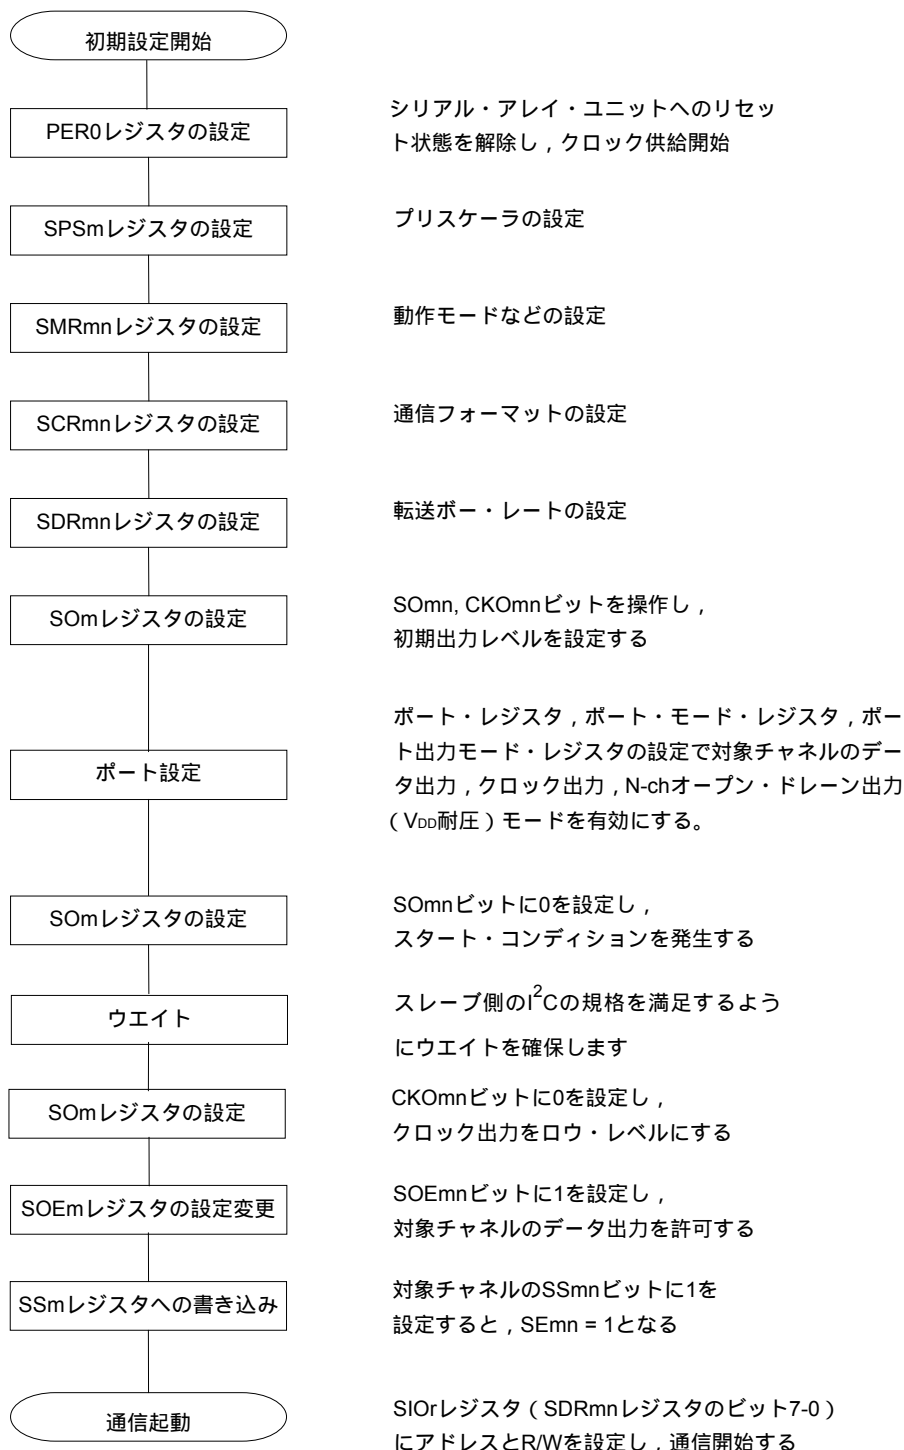 初期設定開始
PER0レジスタの設定
シリアル・アレイ・ユニットへのリセッ
ト状態を解除し，クロック供給開始
SPSmレジスタの設定
プリスケーラの設定
SMRmnレジスタの設定
動作モードなどの設定
SCRmnレジスタの設定
通信フォーマットの設定
SDRmnレジスタの設定
転送ボー・レートの設定
SOmレジスタの設定
SOmn, CKOmnビットを操作し，
初期出力レベルを設定する
ポート設定
ポート・レジスタ，ポート・モード・レジスタ，ポー
ト出力モード・レジスタの設定で対象チャネルのデー
タ出力，クロック出力，N-chオープン・ドレーン出力
（VDD耐圧）モードを有効にする。
SOmレジスタの設定
SOmnビットに0を設定し，
スタート・コンディションを発生する
ウエイト
スレーブ側のI²Cの規格を満足するよう
にウエイトを確保します
SOmレジスタの設定
CKOmnビットに0を設定し，
クロック出力をロウ・レベルにする
SOEmレジスタの設定変更
SOEmnビットに1を設定し，
対象チャネルのデータ出力を許可する
SSmレジスタへの書き込み
対象チャネルのSSmnビットに1を
設定すると，SEmn = 1となる
通信起動
SIOrレジスタ（SDRmnレジスタのビット7-0）
にアドレスとR/Wを設定し，通信開始する